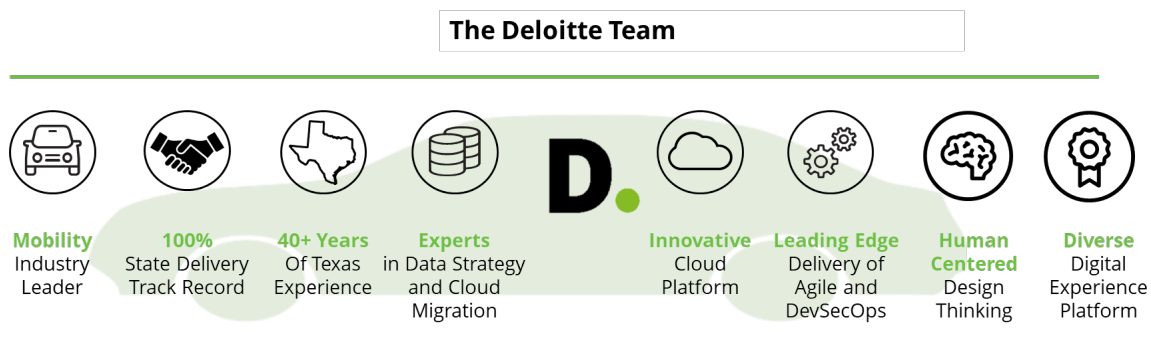 The Deloitte Team
Mobility
Industry
Leader
100%
State Delivery
Track Record
40+ Years
Of Texas
Experience
Experts
in Data Strategy
and Cloud
Migration
D.
Innovative
Cloud
Platform
Leading Edge
Delivery of
Agile and
DevSecOps
Human
Centered
Design
Thinking
Diverse
Digital
Experience
Platform